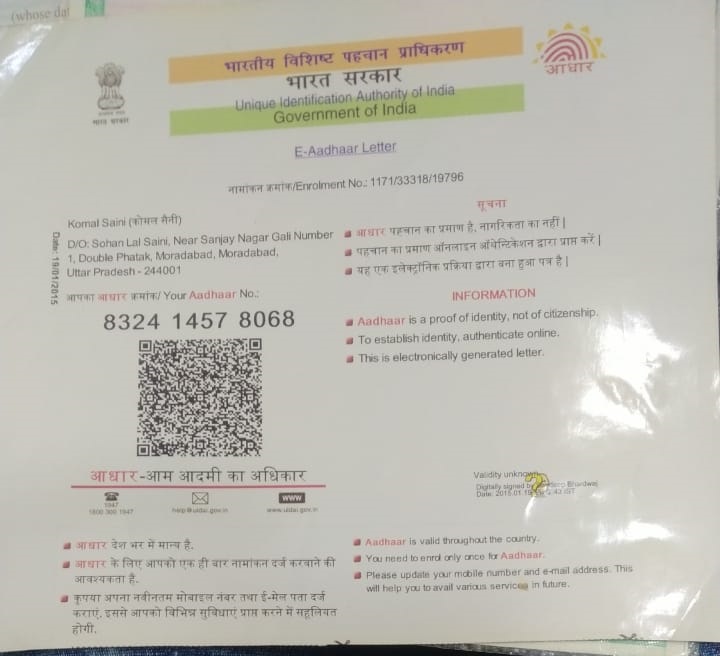 (whose dat
भारतीय विशिष्ट पहचान प्राधिकरण
भारत सरकार
Unique Identification Authority of India
Government of India
आधार
भारत सरकार
E-Aadhaar Letter
नामांकन क्रमांक/Enrolment No.: 1171/33318/19796
Komal Saini (कोमल सैनी)
D/O: Sohan Lal Saini, Near Sanjay Nagar Gali Number
1, Double Phatak, Moradabad, Moradabad,
Uttar Pradesh - 244001
Date: 19/01/2015
आपका आधार क्रमांक/ Your Aadhaar No.:
8324 1457 8068
सूचना
आधार पहचान का प्रमाण है, नागरिकता का नहीं |
पहचान का प्रमाण ऑनलाइन ऑथेन्टिकेशन द्वारा प्राप्त करें |
यह एक इलेक्ट्रॉनिक प्रक्रिया द्वारा बना हुआ पत्र है |
INFORMATION
Aadhaar is a proof of identity, not of citizenship.
To establish identity, authenticate online.
This is electronically generated letter.
आधार-आम आदमी का अधिकार
1947
1800 300 1947
help@uidai.gov.in
www
www.uidai.gov.in
Validity unknown
Digitally signed by Bhardwaj
Date: 2015.01.19 IST
आधार देश भर में मान्य है.
आधार के लिए आपको एक ही बार नामांकन दर्ज करवाने की
आवश्यकता है.
कृपया अपना नवीनतम मोबाइल नंबर तथा ई-मेल पता दर्ज
कराएं. इससे आपको विभिन्न सुविधाएं प्राप्त करने में सहूलियत
होगी.
Aadhaar is valid throughout the country.
You need to enrol only once for Aadhaar.
Please update your mobile number and e-mail address. This
will help you to avail various services in future.